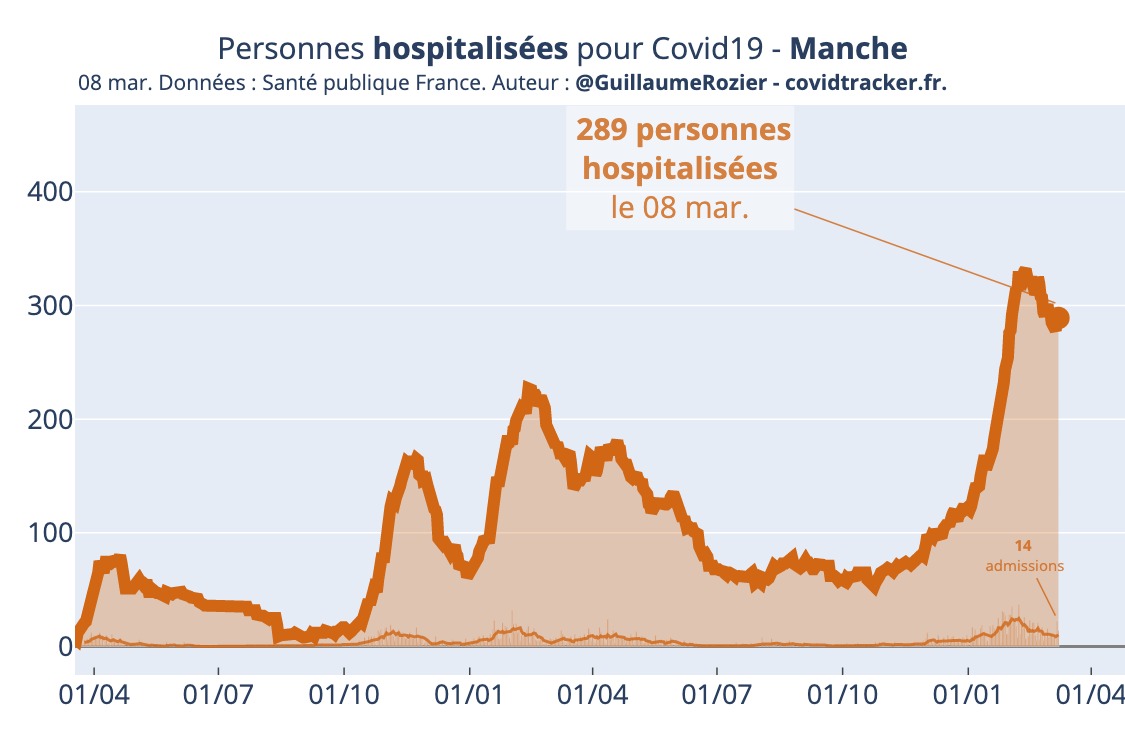 Personnes hospitalisées pour Covid19 - Manche
08 mar. Données : Santé publique France. Auteur : @GuillaumeRozier - covidtracker.fr.
289 personnes
hospitalisées
le 08 mar.
400
300
200
100
0
14
admissions
01/04 01/07 01/10 01/01 01/04 01/07 01/10 01/01 01/04